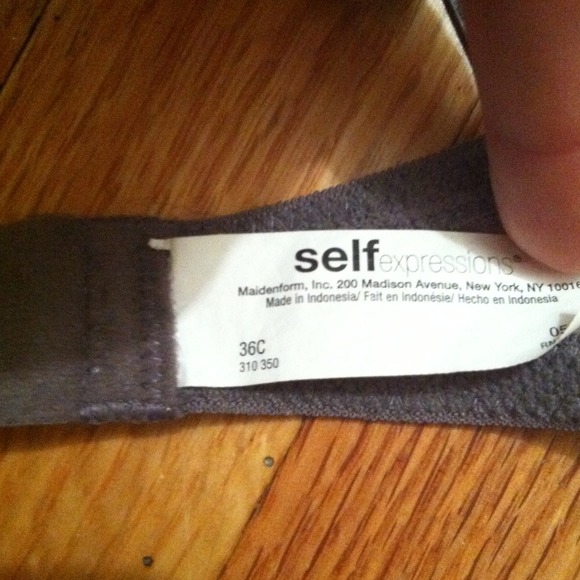 selfexpressions®
Maidenform, Inc. 200 Madison Avenue, New York, NY 10016
Made in Indonesia/ Fait en Indonésie/ Hecho en Indonesia
36C
310 350